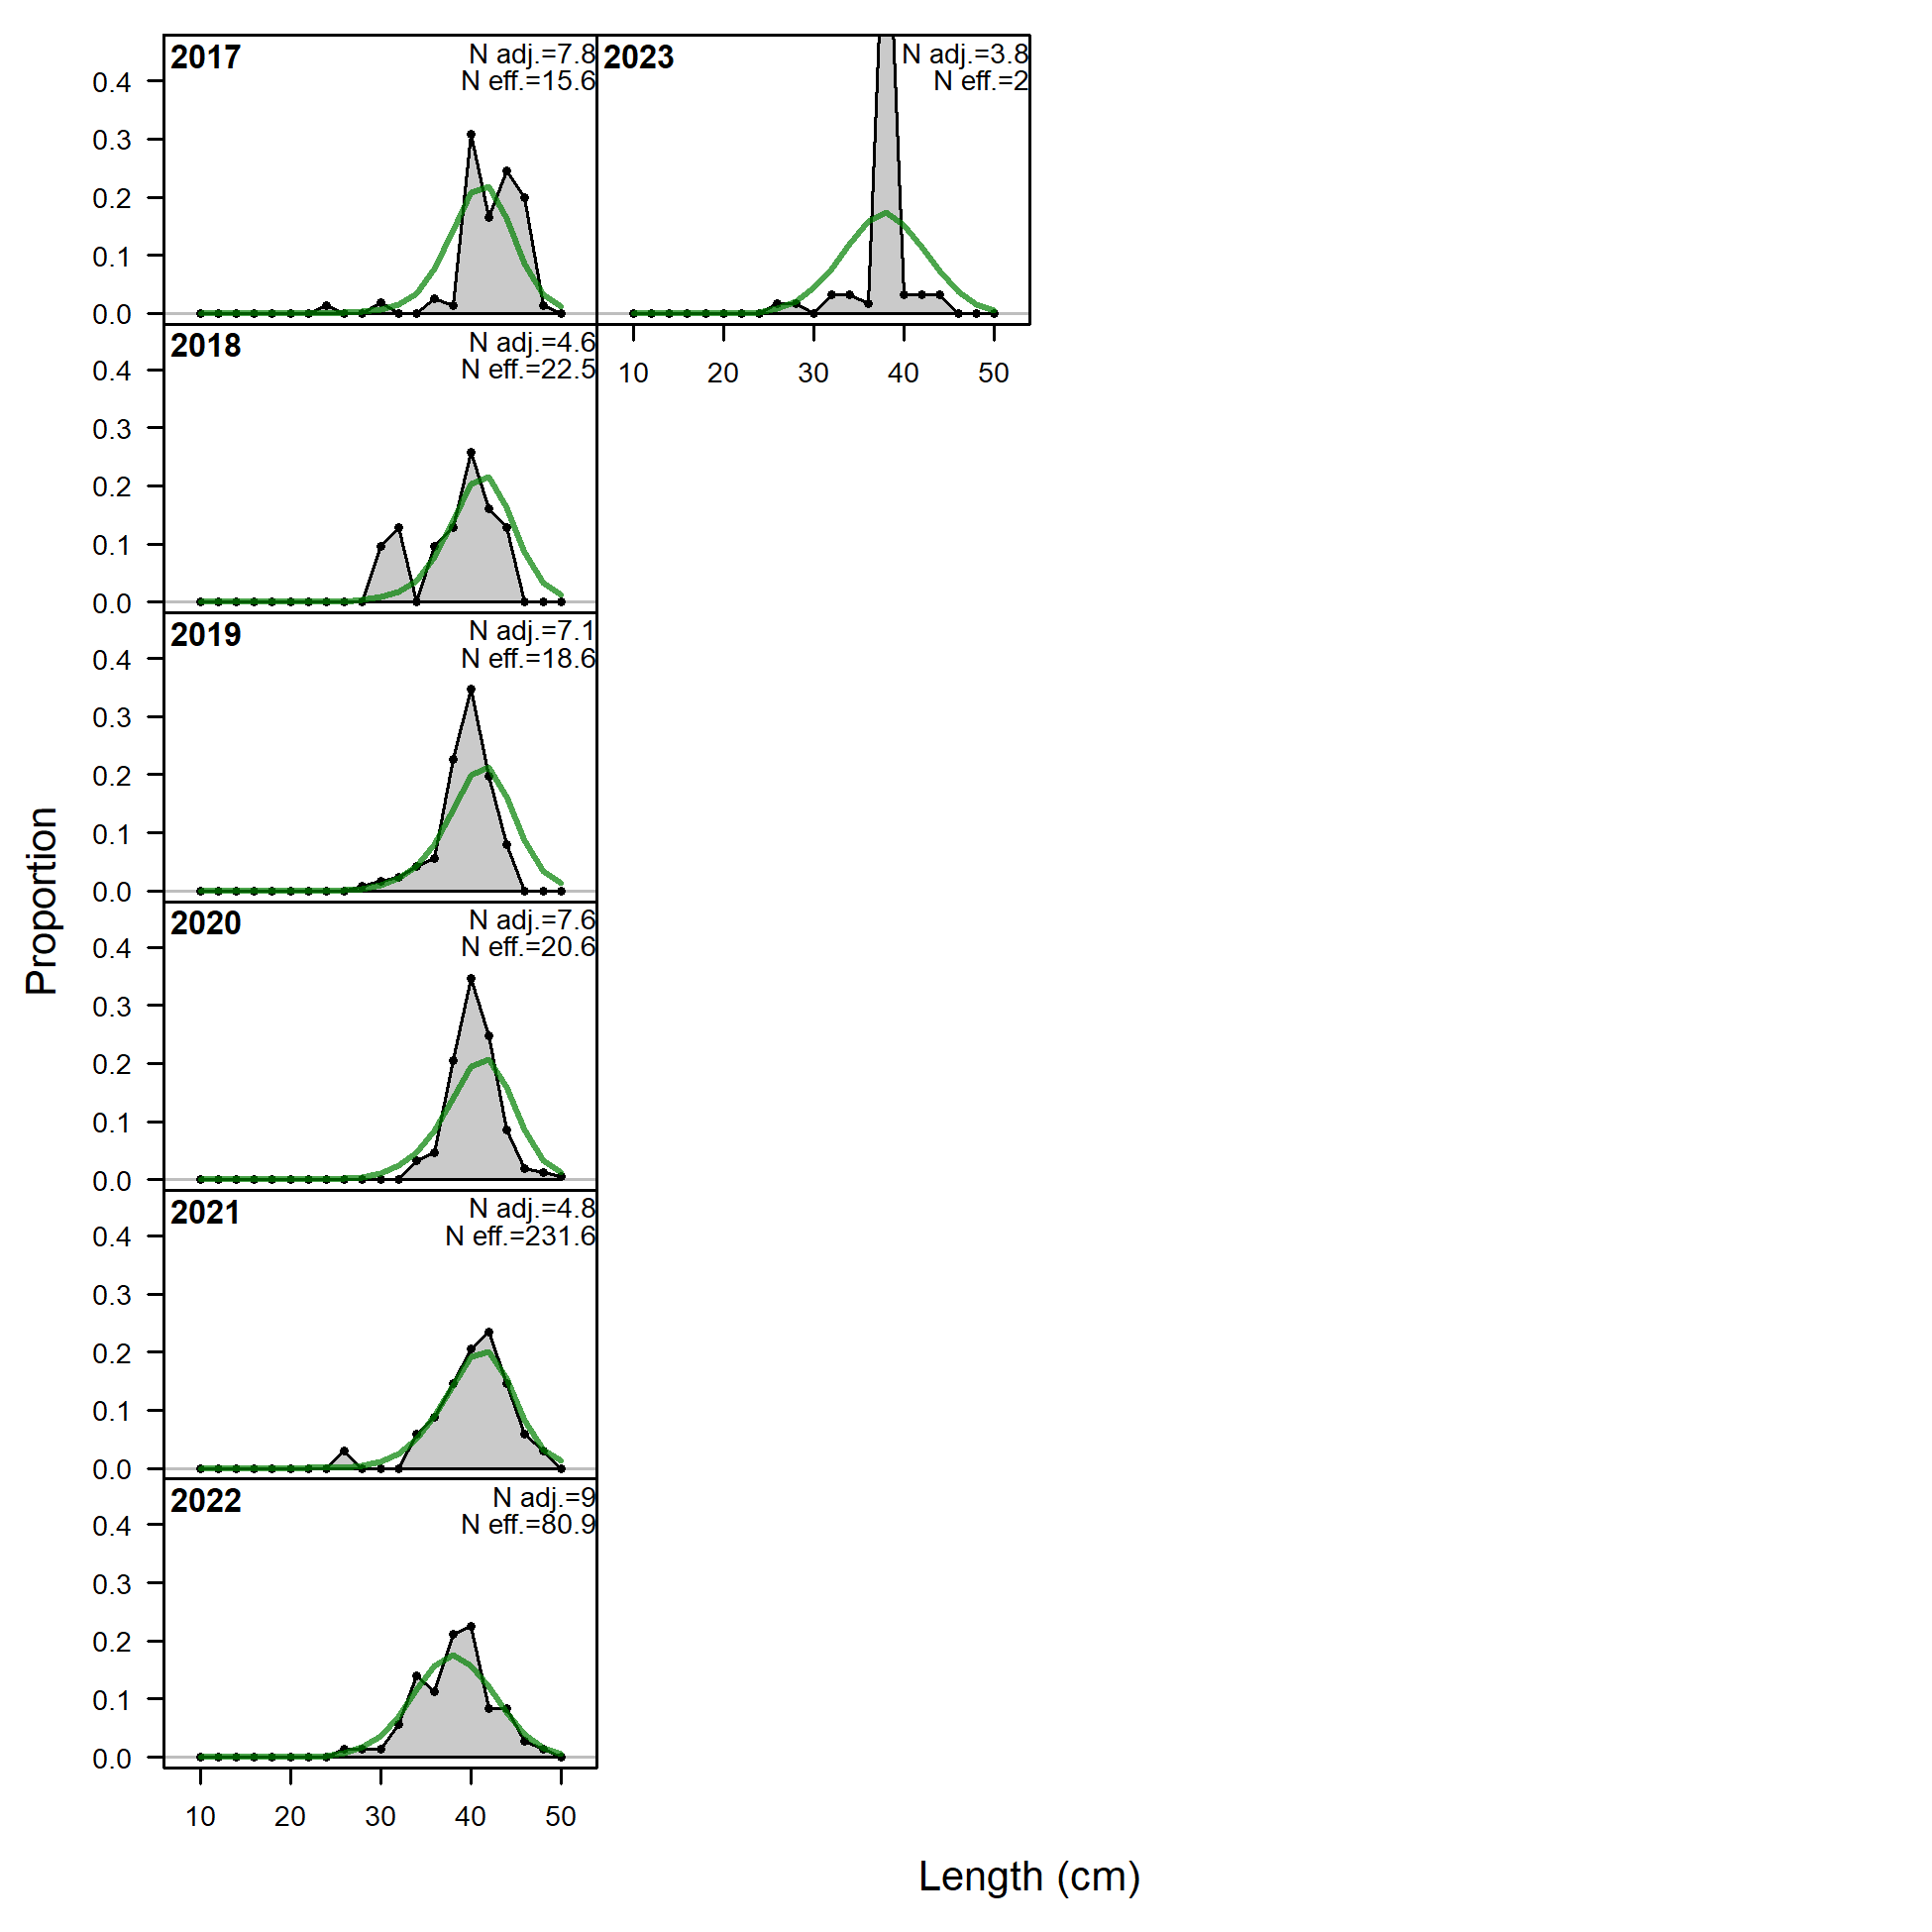 2017
N adj.=7.8
N eff.=15.6
0.4
0.3
0.2
0.1
0.0
2023
N adj.=3.8
N eff.=2
10 20 30 40 50
2018
N adj.=4.6
N eff.=22.5
0.4
0.3
0.2
0.1
0.0
2019
N adj.=7.1
N eff.=18.6
0.4
0.3
0.2
0.1
0.0
2020
N adj.=7.6
N eff.=20.6
0.4
0.3
0.2
0.1
0.0
2021
N adj.=4.8
N eff.=231.6
0.4
0.3
0.2
0.1
0.0
2022
N adj.=9
N eff.=80.9
0.4
0.3
0.2
0.1
0.0
10 20 30 40 50
Proportion
Length (cm)